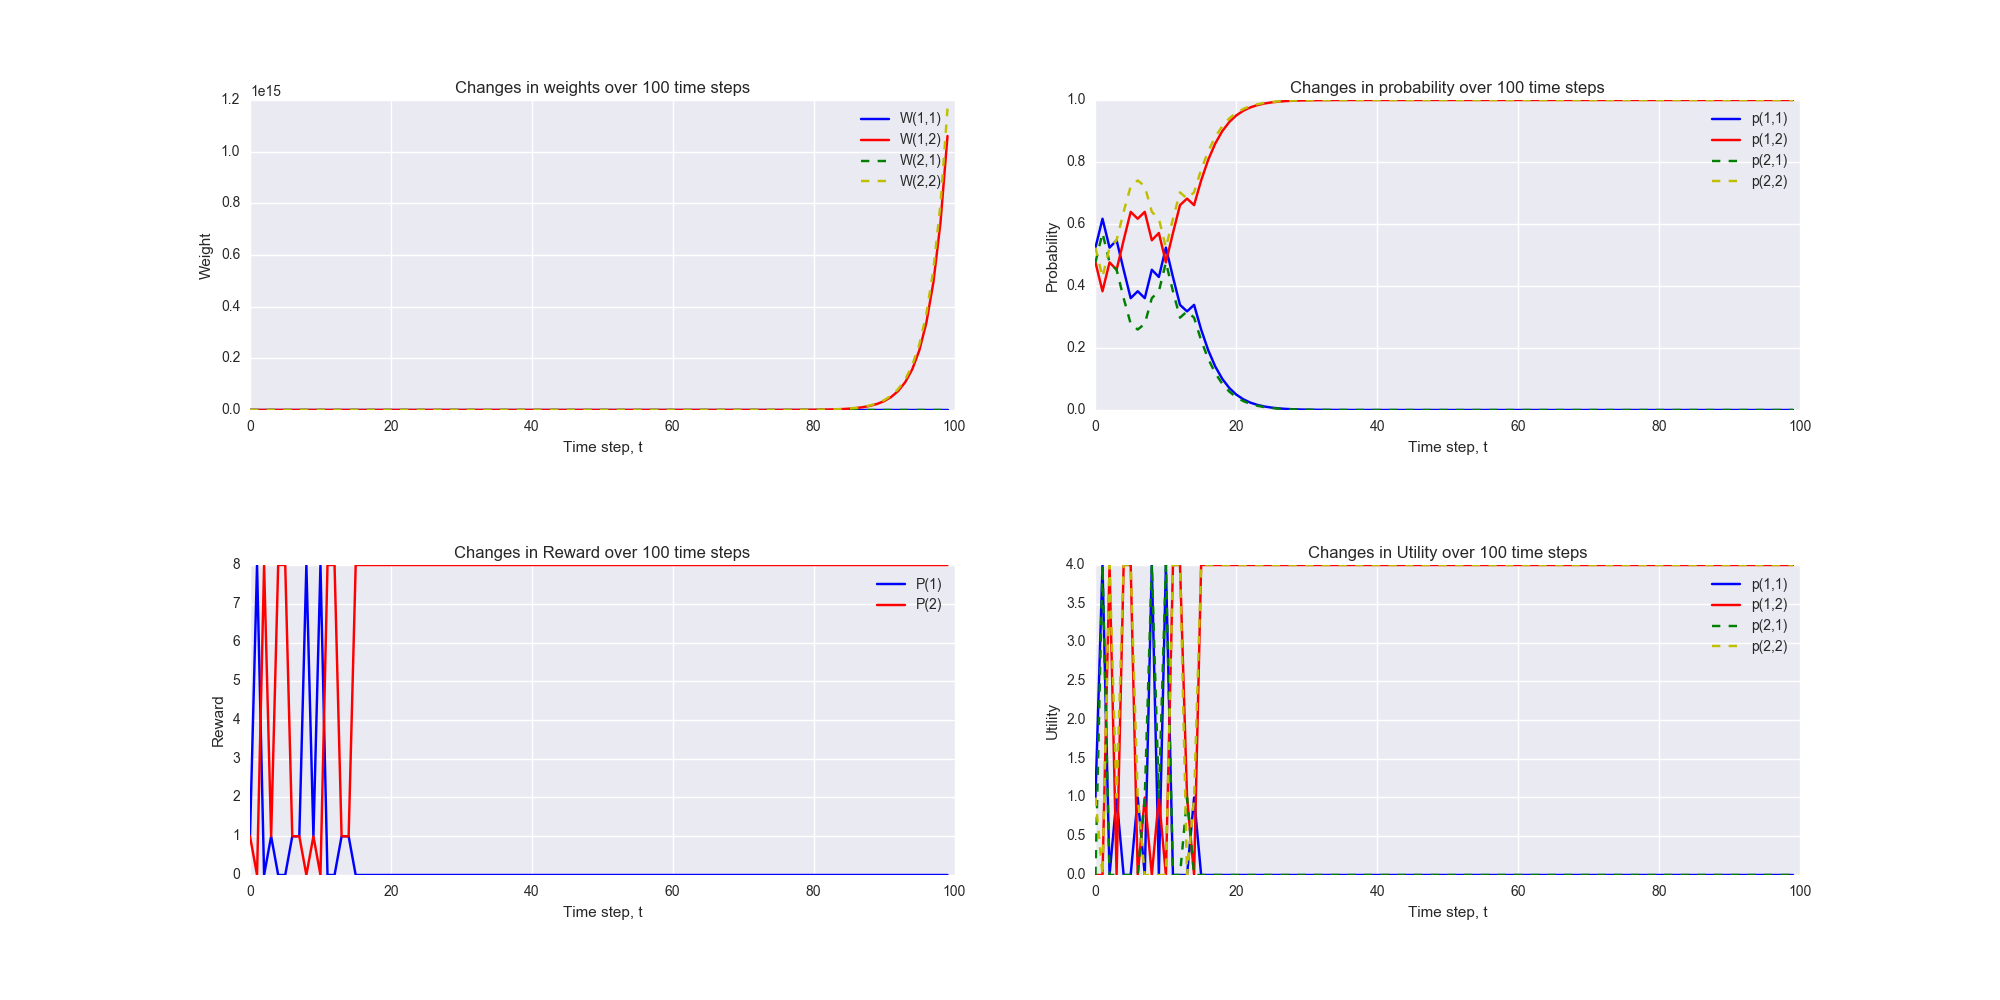 Changes in weights over 100 time steps
1e15
1.2
1.0
0.8
0.6
0.4
0.2
0.0
Weight
W(1,1)
W(1,2)
W(2,1)
W(2,2)
0 20 40 60 80 100
Time step, t
Changes in probability over 100 time steps
1.0
0.8
0.6
0.4
0.2
0.0
Probability
p(1,1)
p(1,2)
p(2,1)
p(2,2)
0 20 40 60 80 100
Time step, t
Changes in Reward over 100 time steps
8
7
6
5
4
3
2
1
0
Reward
P(1)
P(2)
0 20 40 60 80 100
Time step, t
Changes in Utility over 100 time steps
4.0
3.5
3.0
2.5
2.0
1.5
1.0
0.5
0.0
Utility
p(1,1)
p(1,2)
p(2,1)
p(2,2)
0 20 40 60 80 100
Time step, t